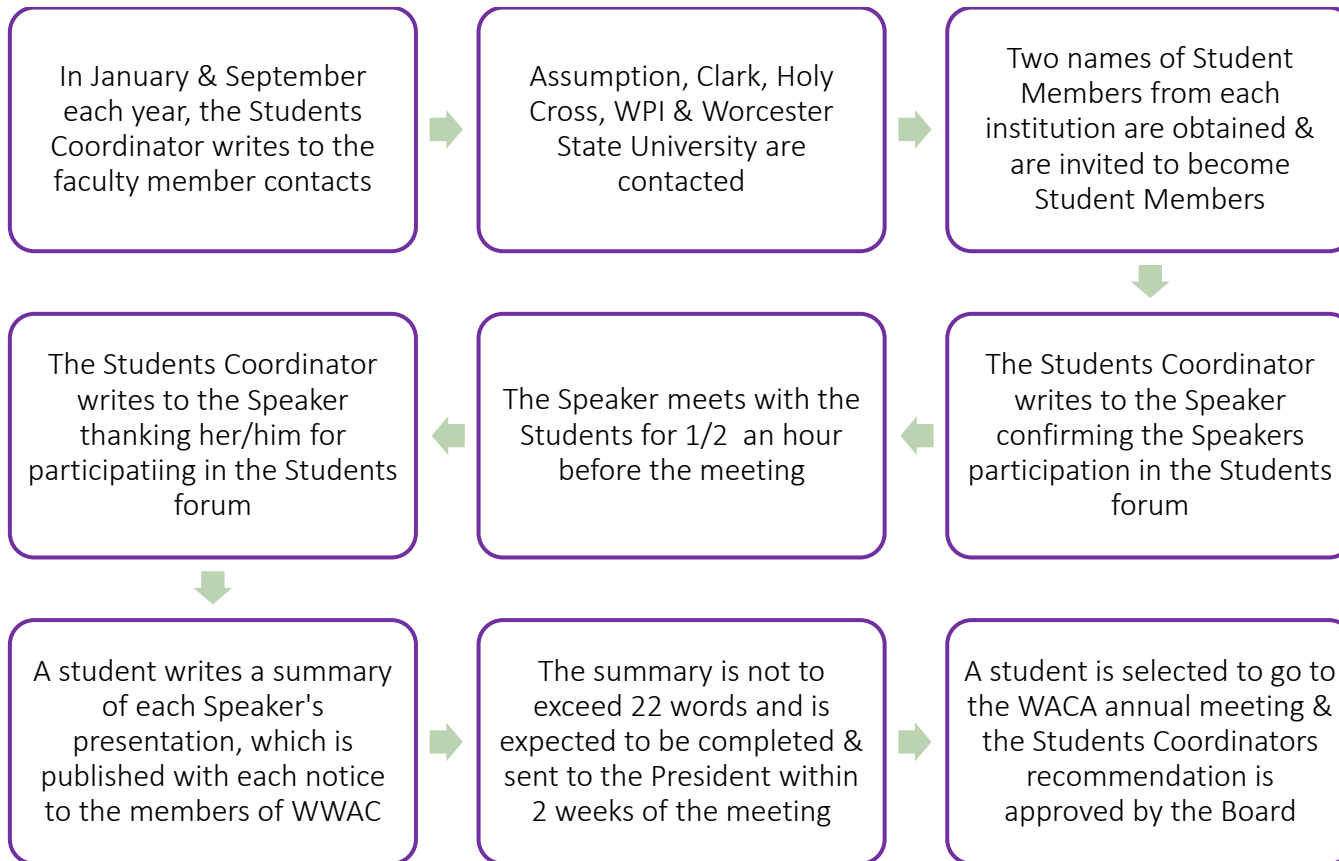 In January & September
each year, the Students
Coordinator writes to the
faculty member contacts
Assumption, Clark, Holy
Cross, WPI & Worcester
State University are
contacted
Two names of Student
Members from each
institution are obtained &
are invited to become
Student Members
The Students Coordinator
writes to the Speaker
confirming the Speakers
participation in the Students
forum
The Speaker meets with the
Students for 1/2 an hour
before the meeting
The Students Coordinator
writes to the Speaker
thanking her/him for
participatiing in the Students
forum
A student writes a summary
of each Speaker's
presentation, which is
published with each notice
to the members of WWAC
The summary is not to
exceed 22 words and is
expected to be completed &
sent to the President within
2 weeks of the meeting
A student is selected to go to
the WACA annual meeting &
the Students Coordinators
recommendation is
approved by the Board